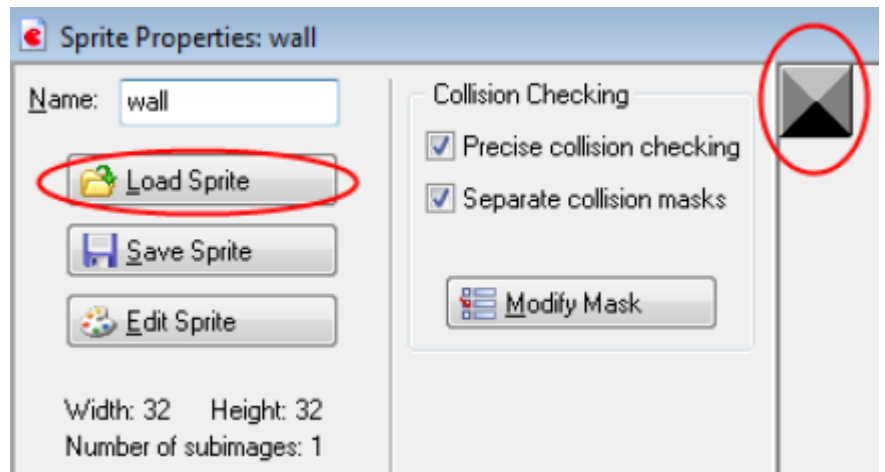 Sprite Properties: wall
Name: wall
Load Sprite
Save Sprite
Edit Sprite
Width: 32 Height: 32
Number of subimages: 1
Collision Checking
Precise collision checking
Separate collision masks
Modify Mask